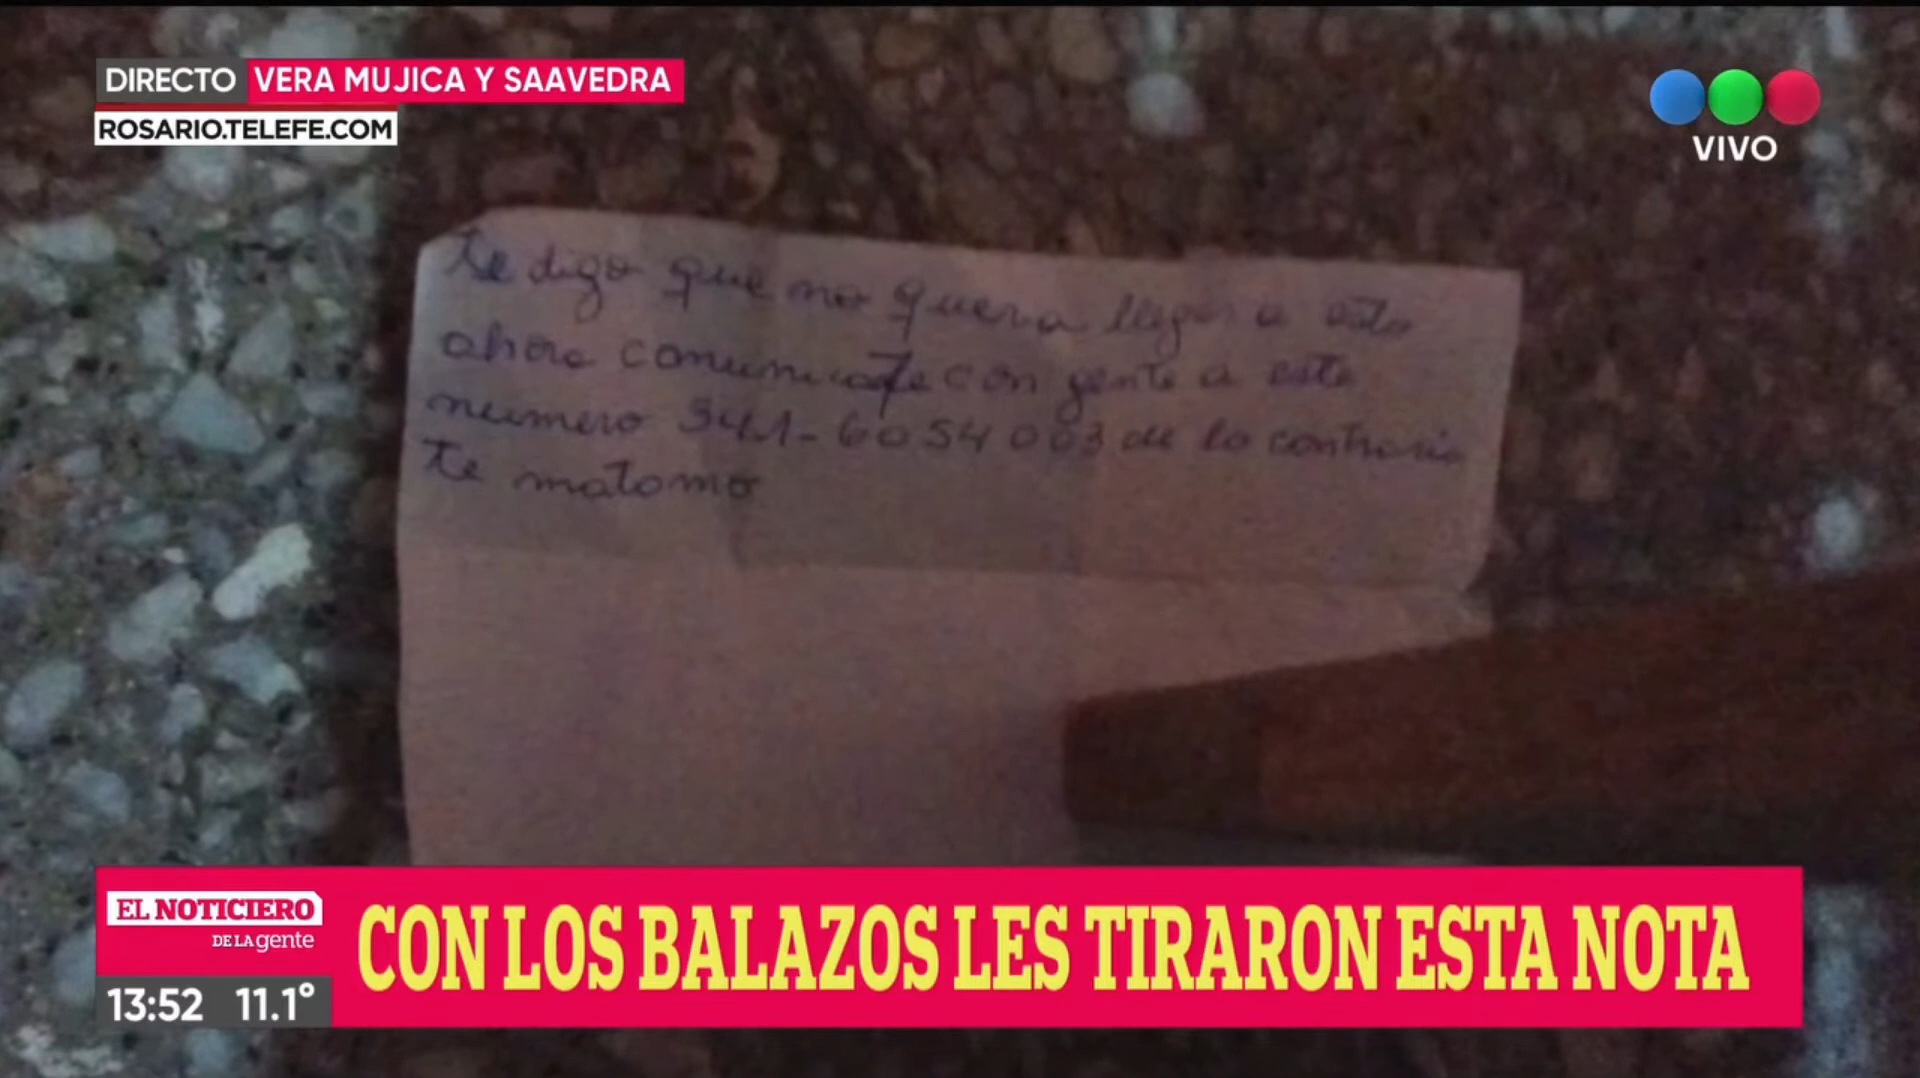 DIRECTO VERA MUJICA Y SAAVEDRA
ROSARIO.TELEFE.COM
VIVO
te digo que no queria llegar a esto
ahora comunicate con gente a este
numero 341-6054003 de lo contrario
te matamo
EL NOTICIERO
DE LA gente
CON LOS BALAZOS LES TIRARON ESTA NOTA
13:52 11.1°